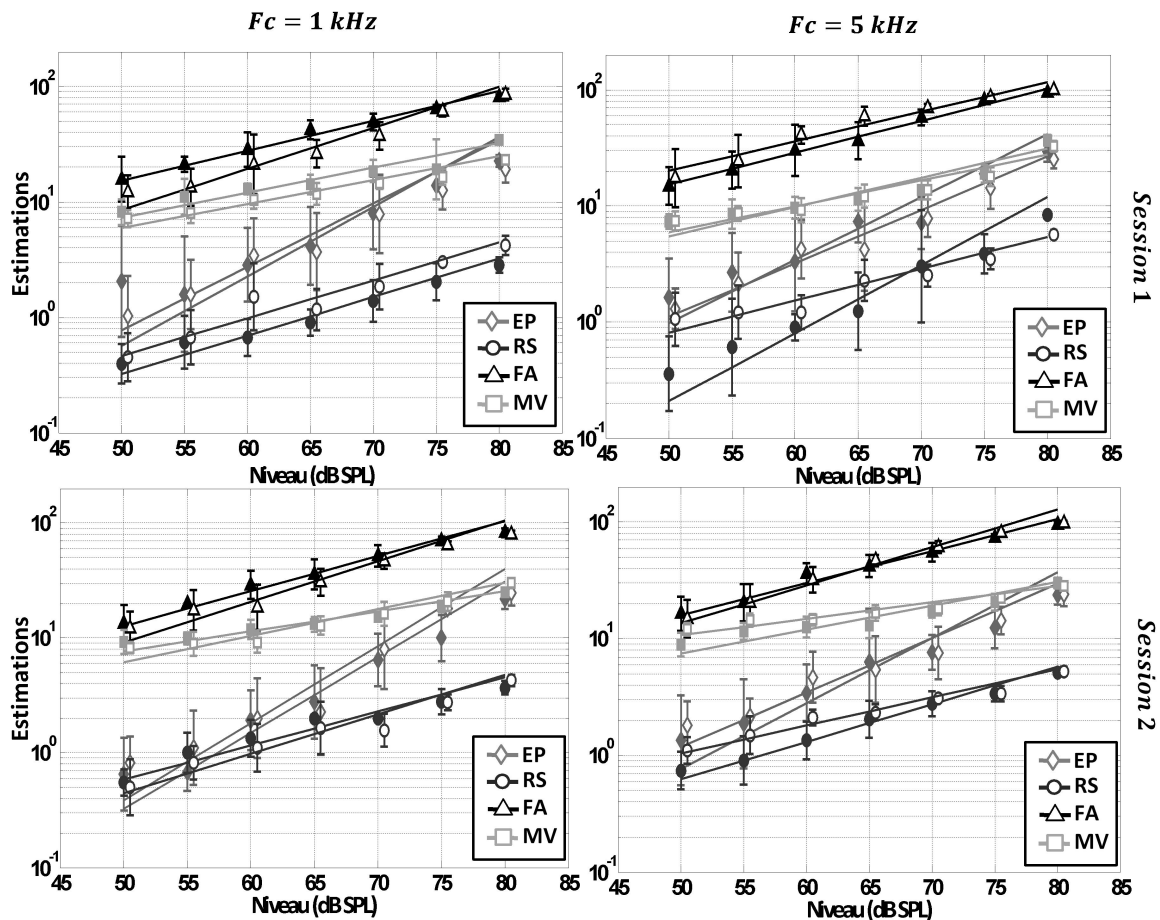 Fc = 1 kHz
Fc = 5 kHz
Estimations
10²
10¹
10⁰
10⁻¹
45 50 55 60 65 70 75 80 85
Niveau (dB SPL)
EP
RS
FA
MV
10²
10¹
10⁰
10⁻¹
45 50 55 60 65 70 75 80 85
Niveau (dB SPL)
EP
RS
FA
MV
Session 1
Estimations
10²
10¹
10⁰
10⁻¹
45 50 55 60 65 70 75 80 85
Niveau (dB SPL)
EP
RS
FA
MV
10²
10¹
10⁰
10⁻¹
45 50 55 60 65 70 75 80 85
Niveau (dB SPL)
EP
RS
FA
MV
Session 2